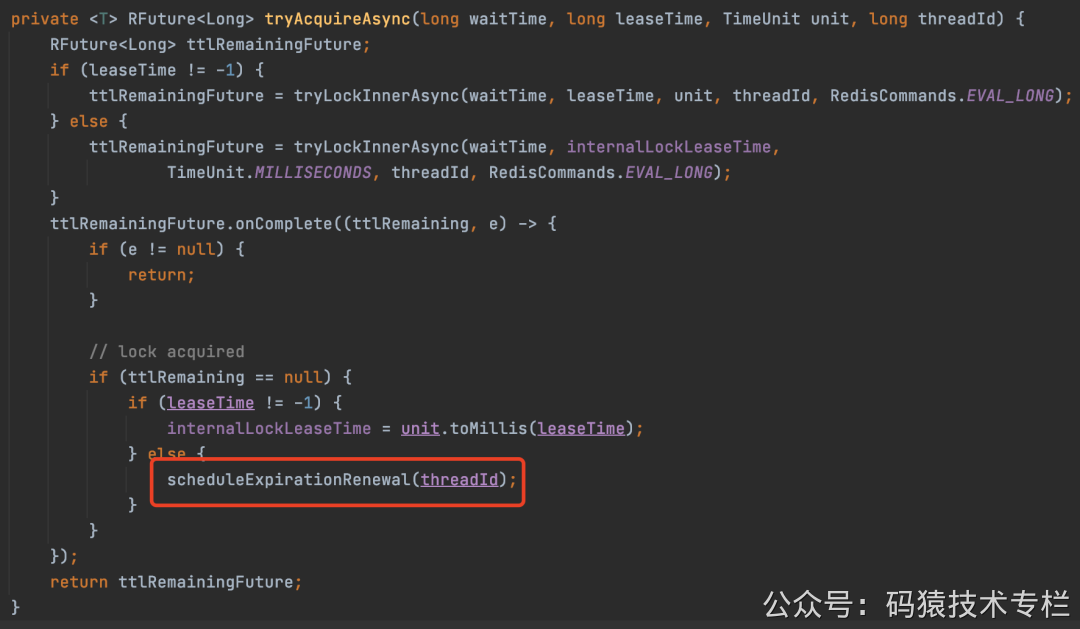 private <T> RFuture<Long> tryAcquireAsync(long waitTime, long leaseTime, TimeUnit unit, long threadId) {
    RFuture<Long> ttlRemainingFuture;
    if (leaseTime != -1) {
        ttlRemainingFuture = tryLockInnerAsync(waitTime, leaseTime, unit, threadId, RedisCommands.EVAL_LONG);
    } else {
        ttlRemainingFuture = tryLockInnerAsync(waitTime, internalLockLeaseTime,
                TimeUnit.MILLISECONDS, threadId, RedisCommands.EVAL_LONG);
    }
    ttlRemainingFuture.onComplete((ttlRemaining, e) -> {
        if (e != null) {
            return;
        }

        // lock acquired
        if (ttlRemaining == null) {
            if (leaseTime != -1) {
                internalLockLeaseTime = unit.toMillis(leaseTime);
            } else {
                scheduleExpirationRenewal(threadId);
            }
        }
    });
    return ttlRemainingFuture;
}
公众号：码猿技术专栏